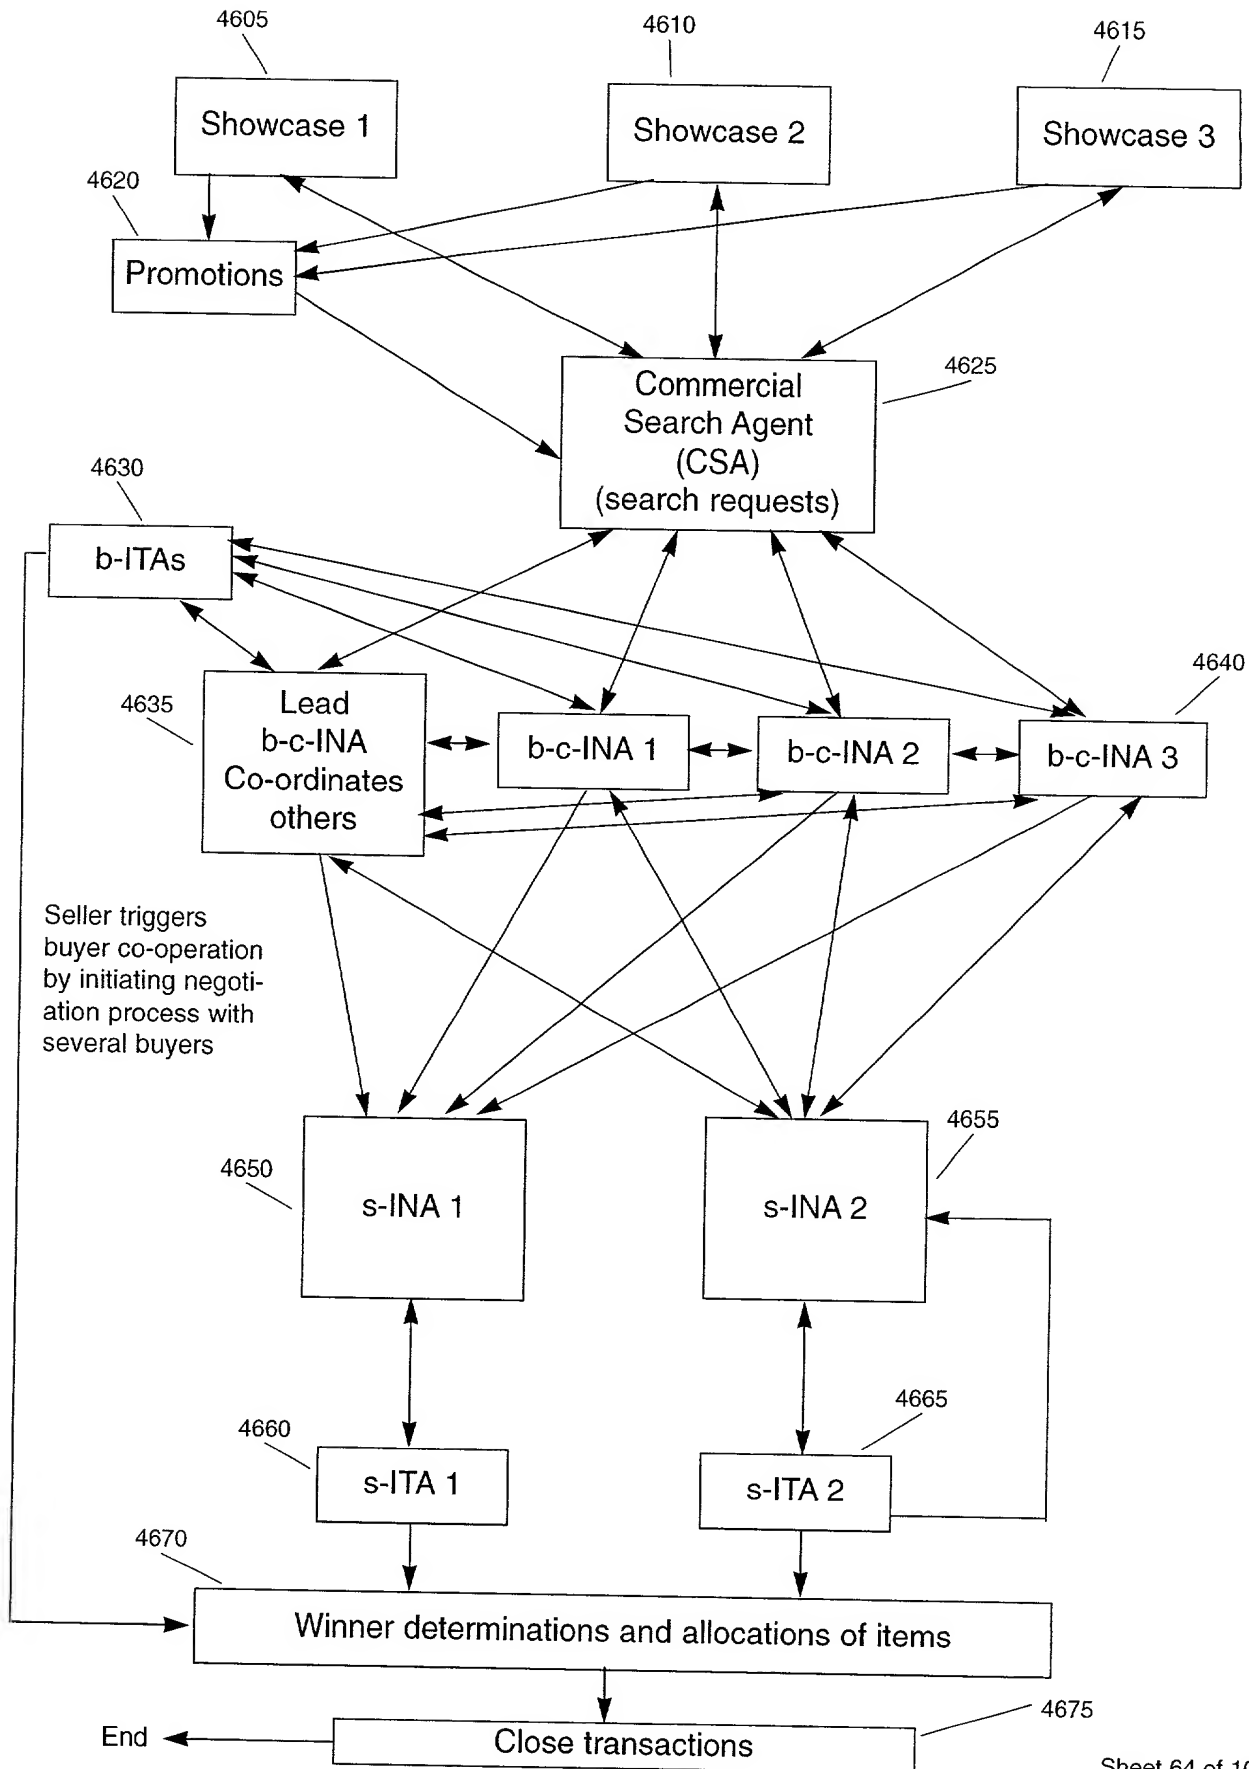 4605
4610
4615
Showcase 1
Showcase 2
Showcase 3
4620
Promotions
4625
Commercial
Search Agent
(CSA)
(search requests)
4630
b-ITAs
4640
4635
Lead
b-c-INA
Co-ordinates
others
b-c-INA 1
b-c-INA 2
b-c-INA 3
Seller triggers
buyer co-operation
by initiating negoti-
ation process with
several buyers
4650
s-INA 1
4655
s-INA 2
4660
s-ITA 1
4665
s-ITA 2
4670
Winner determinations and allocations of items
4675
End
Close transactions
Sheet 64 of